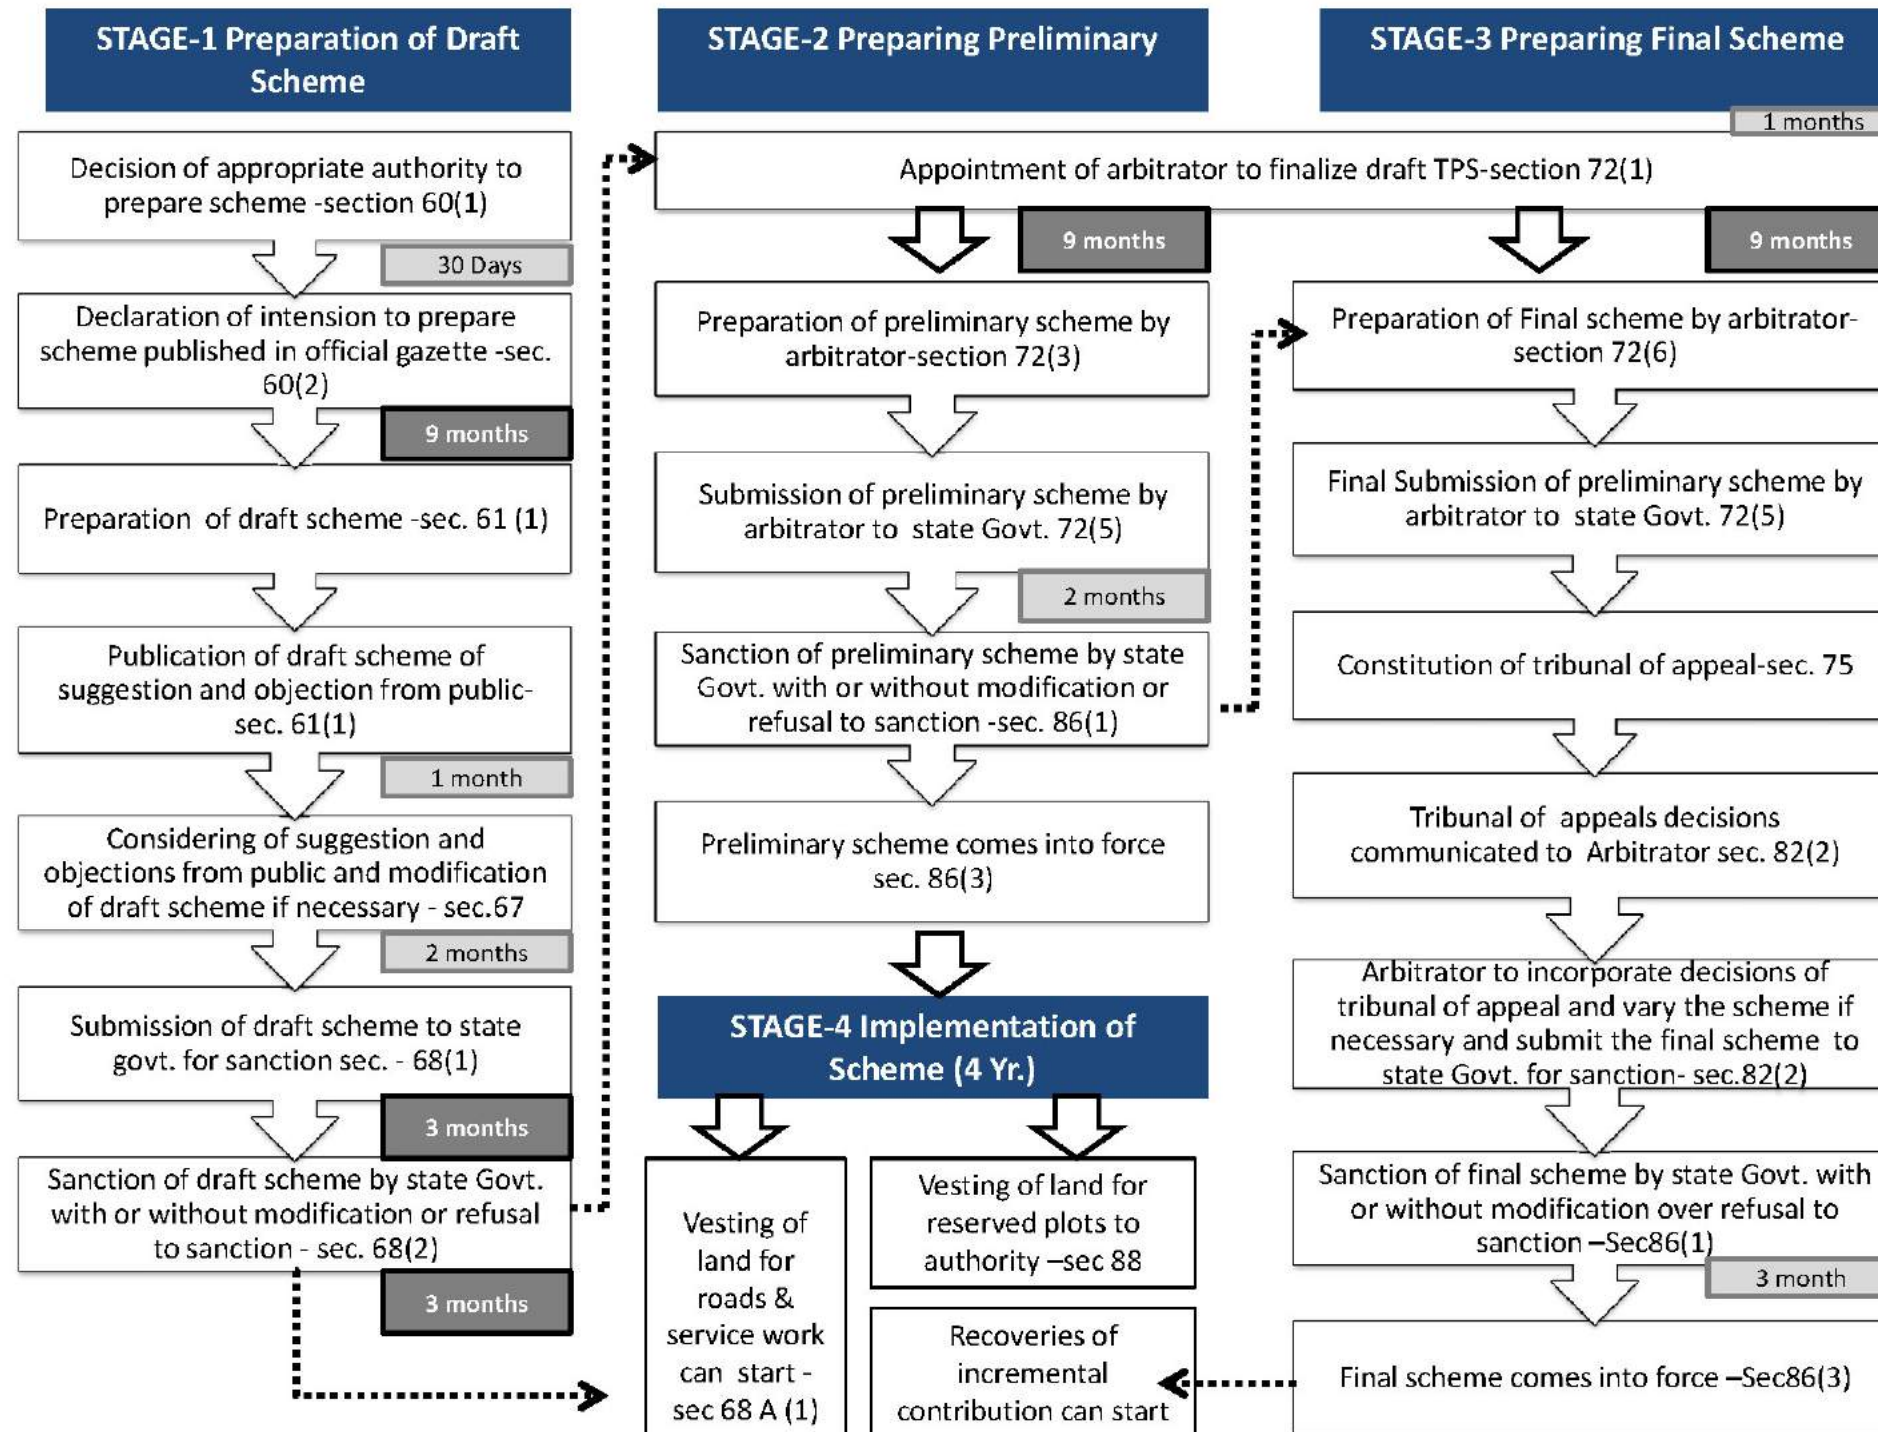 STAGE-1 Preparation of Draft
Scheme
Decision of appropriate authority to
prepare scheme -section 60(1)
30 Days
Declaration of intension to prepare
scheme published in official gazette -sec.
60(2)
9 months
Preparation of draft scheme -sec. 61 (1)
Publication of draft scheme of
suggestion and objection from public-
sec. 61(1)
1 month
Considering of suggestion and
objections from public and modification
of draft scheme if necessary - sec.67
2 months
Submission of draft scheme to state
govt. for sanction sec. - 68(1)
3 months
Sanction of draft scheme by state Govt.
with or without modification or refusal
to sanction - sec. 68(2)
3 months
STAGE-2 Preparing Preliminary
STAGE-3 Preparing Final Scheme
1 months
Appointment of arbitrator to finalize draft TPS-section 72(1)
9 months
Preparation of preliminary scheme by
arbitrator-section 72(3)
Submission of preliminary scheme by
arbitrator to state Govt. 72(5)
2 months
Sanction of preliminary scheme by state
Govt. with or without modification or
refusal to sanction -sec. 86(1)
Preliminary scheme comes into force
sec. 86(3)
STAGE-4 Implementation of
Scheme (4 Yr.)
Vesting of
land for
roads &
service work
can start -
sec 68 A (1)
Vesting of land for
reserved plots to
authority –sec 88
Recoveries of
incremental
contribution can start
9 months
Preparation of Final scheme by arbitrator-
section 72(6)
Final Submission of preliminary scheme by
arbitrator to state Govt. 72(5)
Constitution of tribunal of appeal-sec. 75
Tribunal of appeals decisions
communicated to Arbitrator sec. 82(2)
Arbitrator to incorporate decisions of
tribunal of appeal and vary the scheme if
necessary and submit the final scheme to
state Govt. for sanction- sec.82(2)
Sanction of final scheme by state Govt. with
or without modification over refusal to
sanction –Sec86(1)
3 month
Final scheme comes into force –Sec86(3)